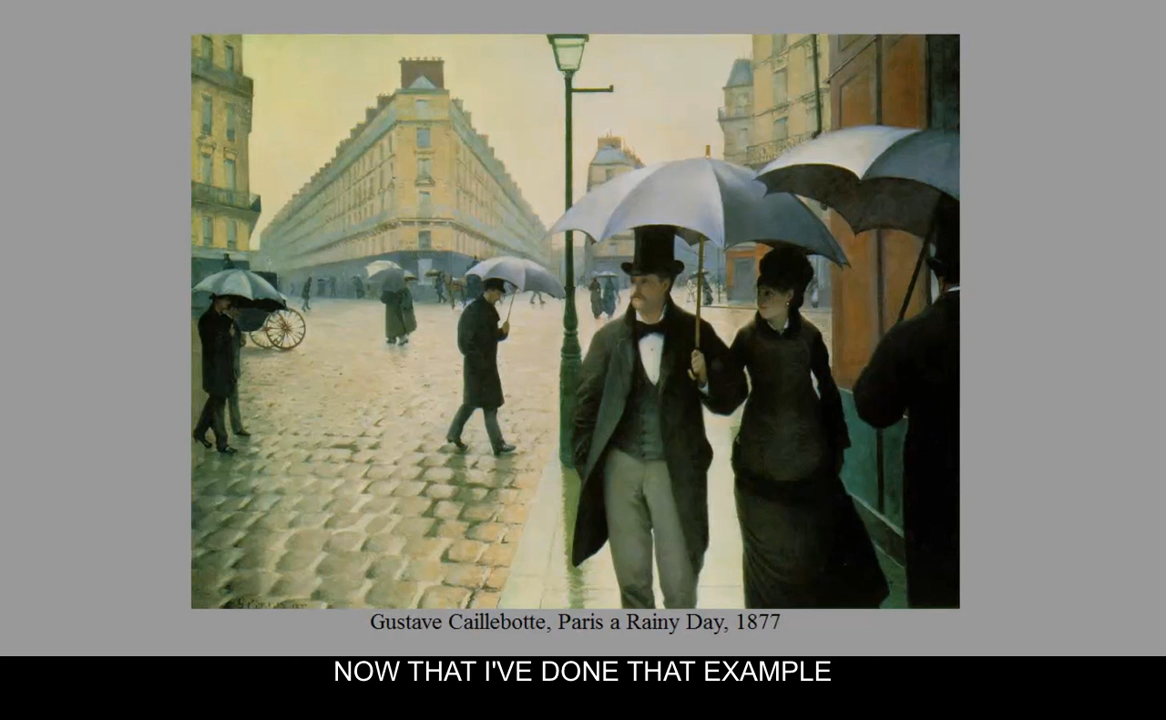 Gustave Caillebotte, Paris a Rainy Day, 1877
NOW THAT I'VE DONE THAT EXAMPLE